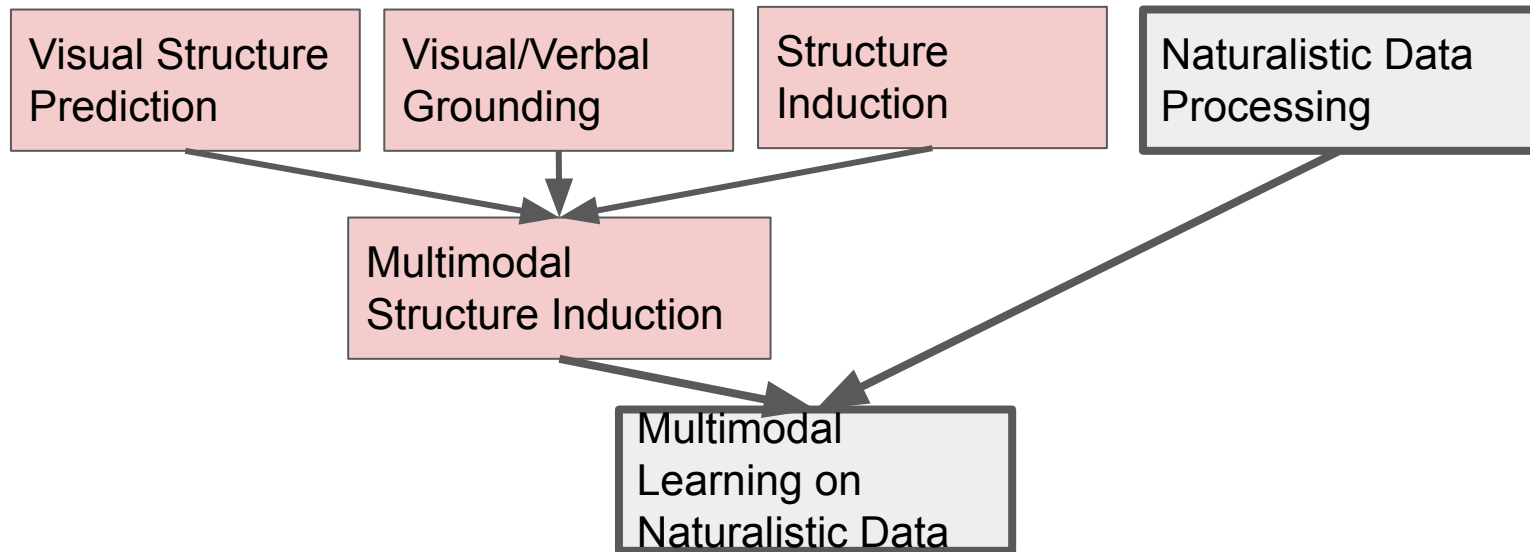 Visual Structure
Prediction
Visual/Verbal
Grounding
Structure
Induction
Naturalistic Data
Processing
Multimodal
Structure Induction
Multimodal
Learning on
Naturalistic Data